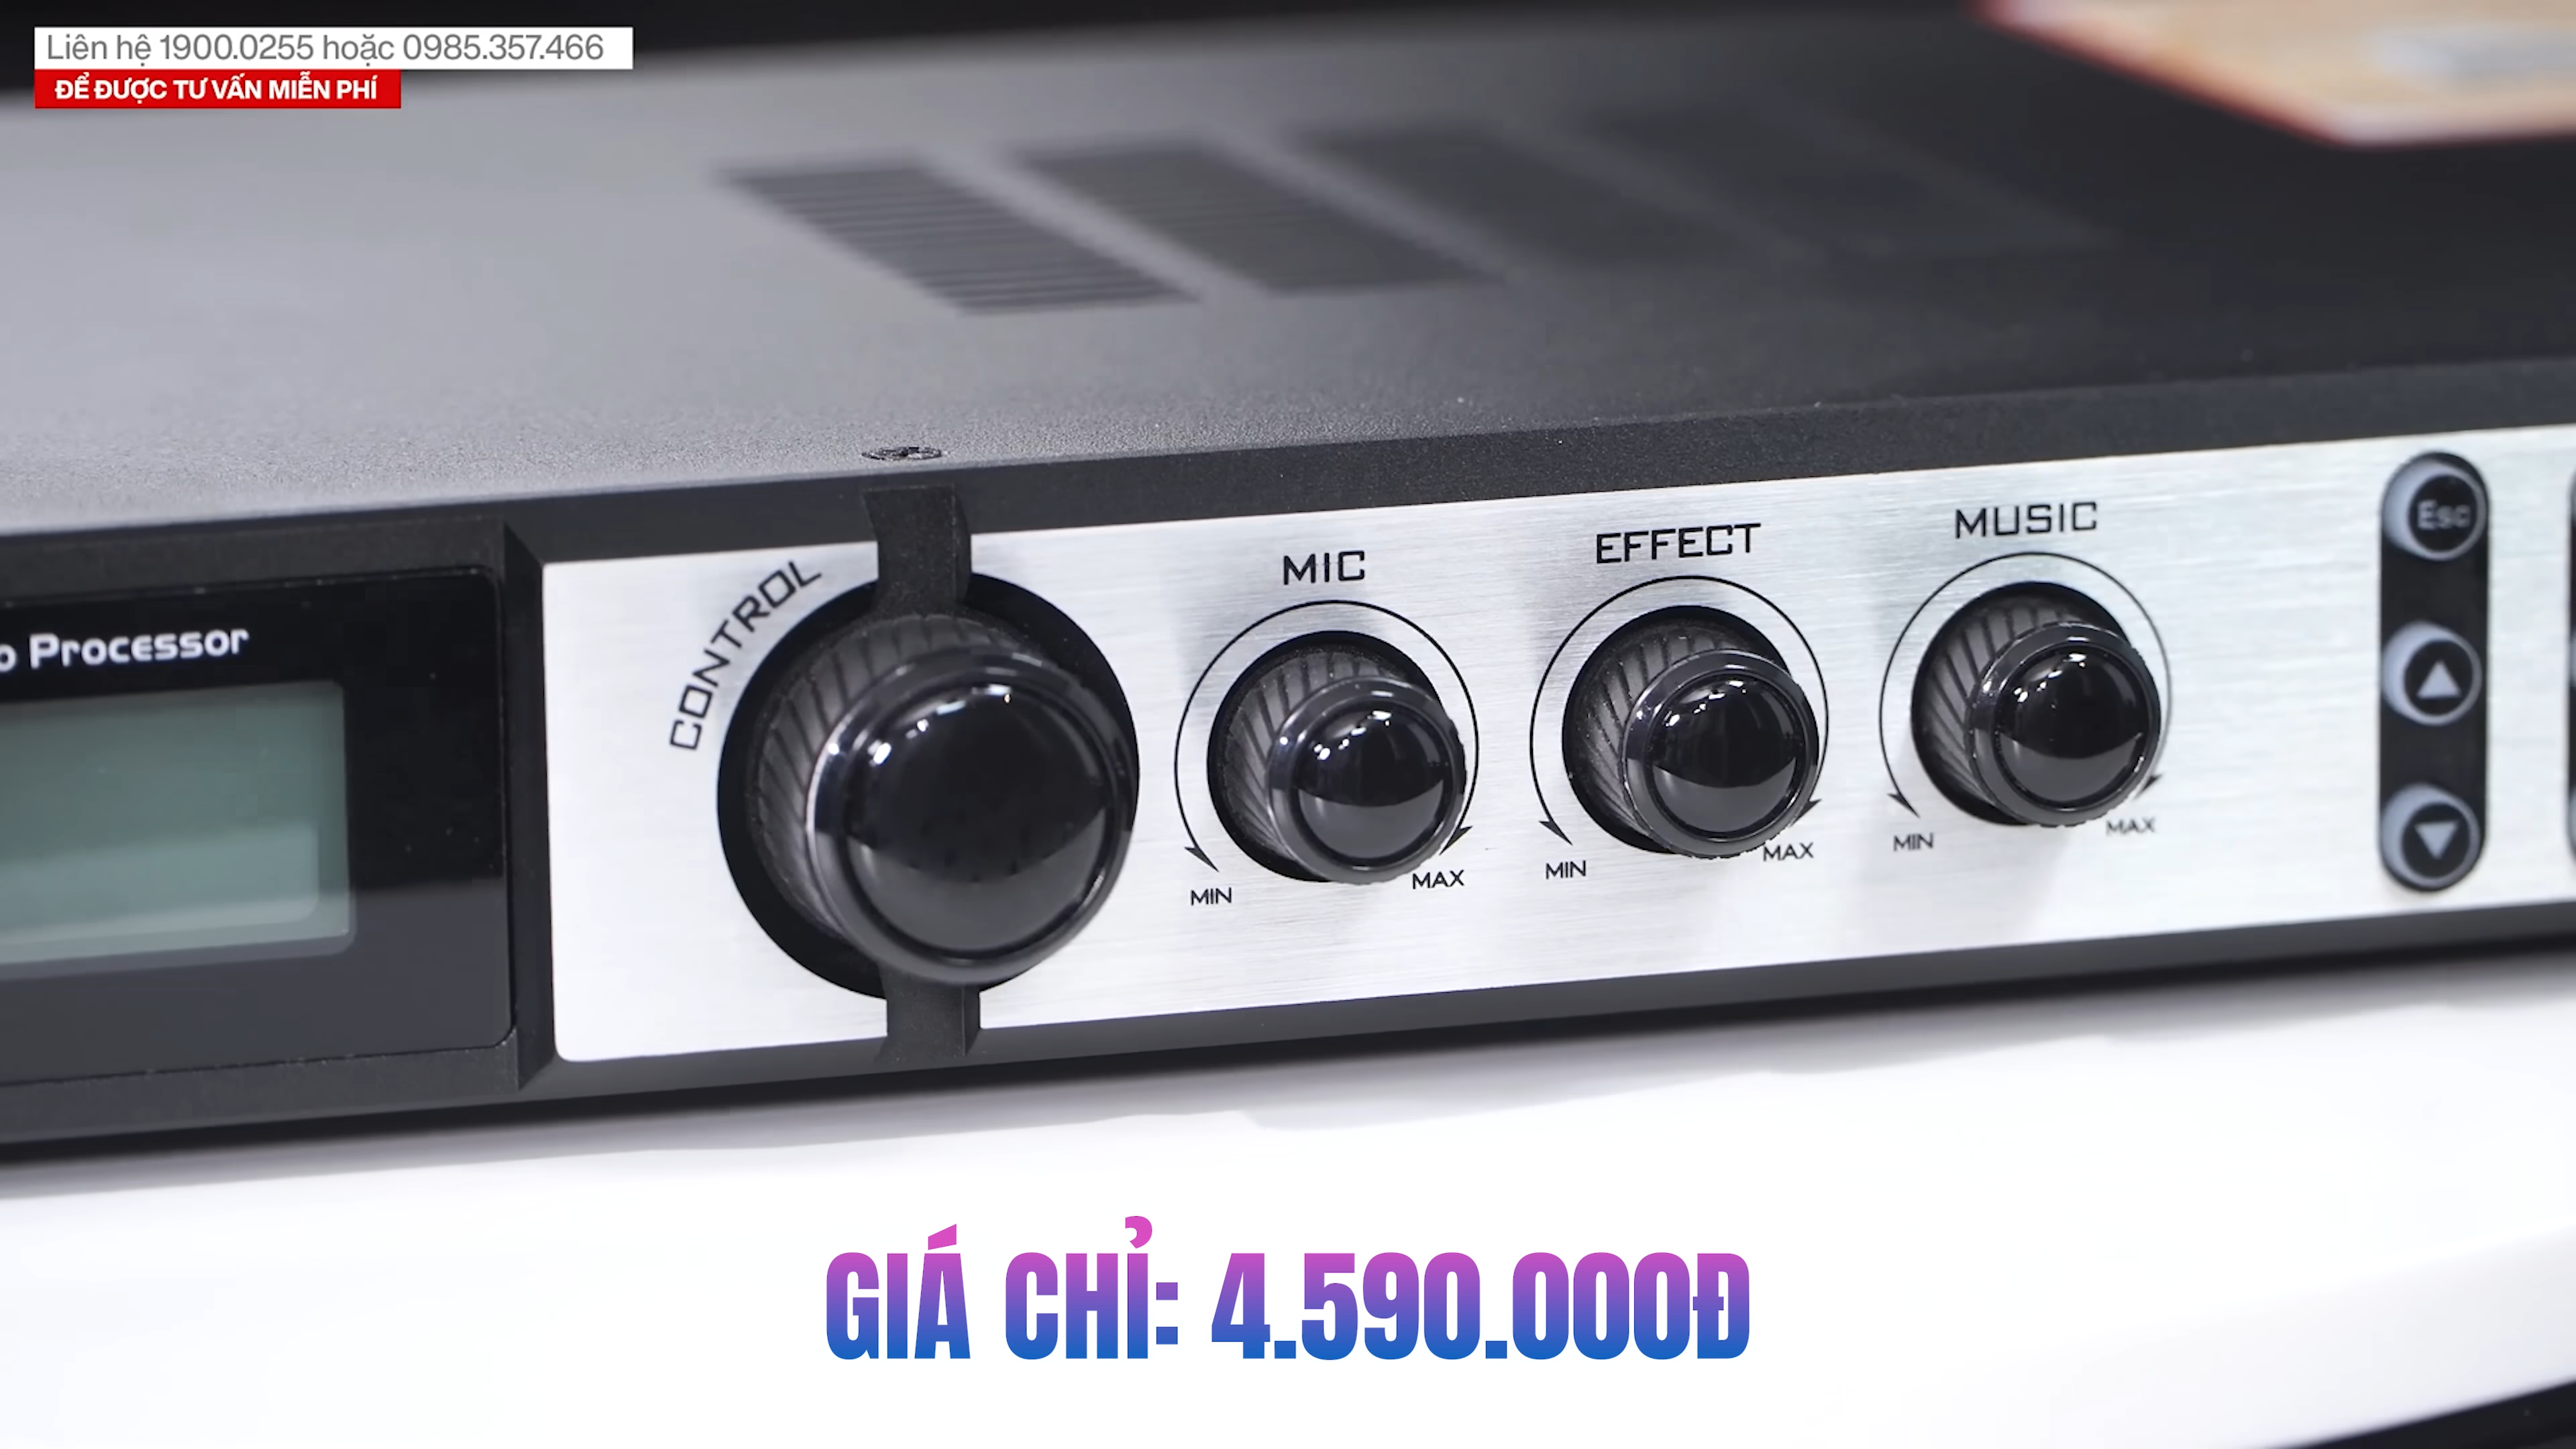 Liên hệ 1900.0255 hoặc 0985.357.466
ĐỂ ĐƯỢC TƯ VẤN MIỄN PHÍ
o Processor
CONTROL
MIC
MIN
MAX
EFFECT
MIN
MAX
MUSIC
MIN
MAX
Esc
GIÁ CHỈ: 4.590.000Đ